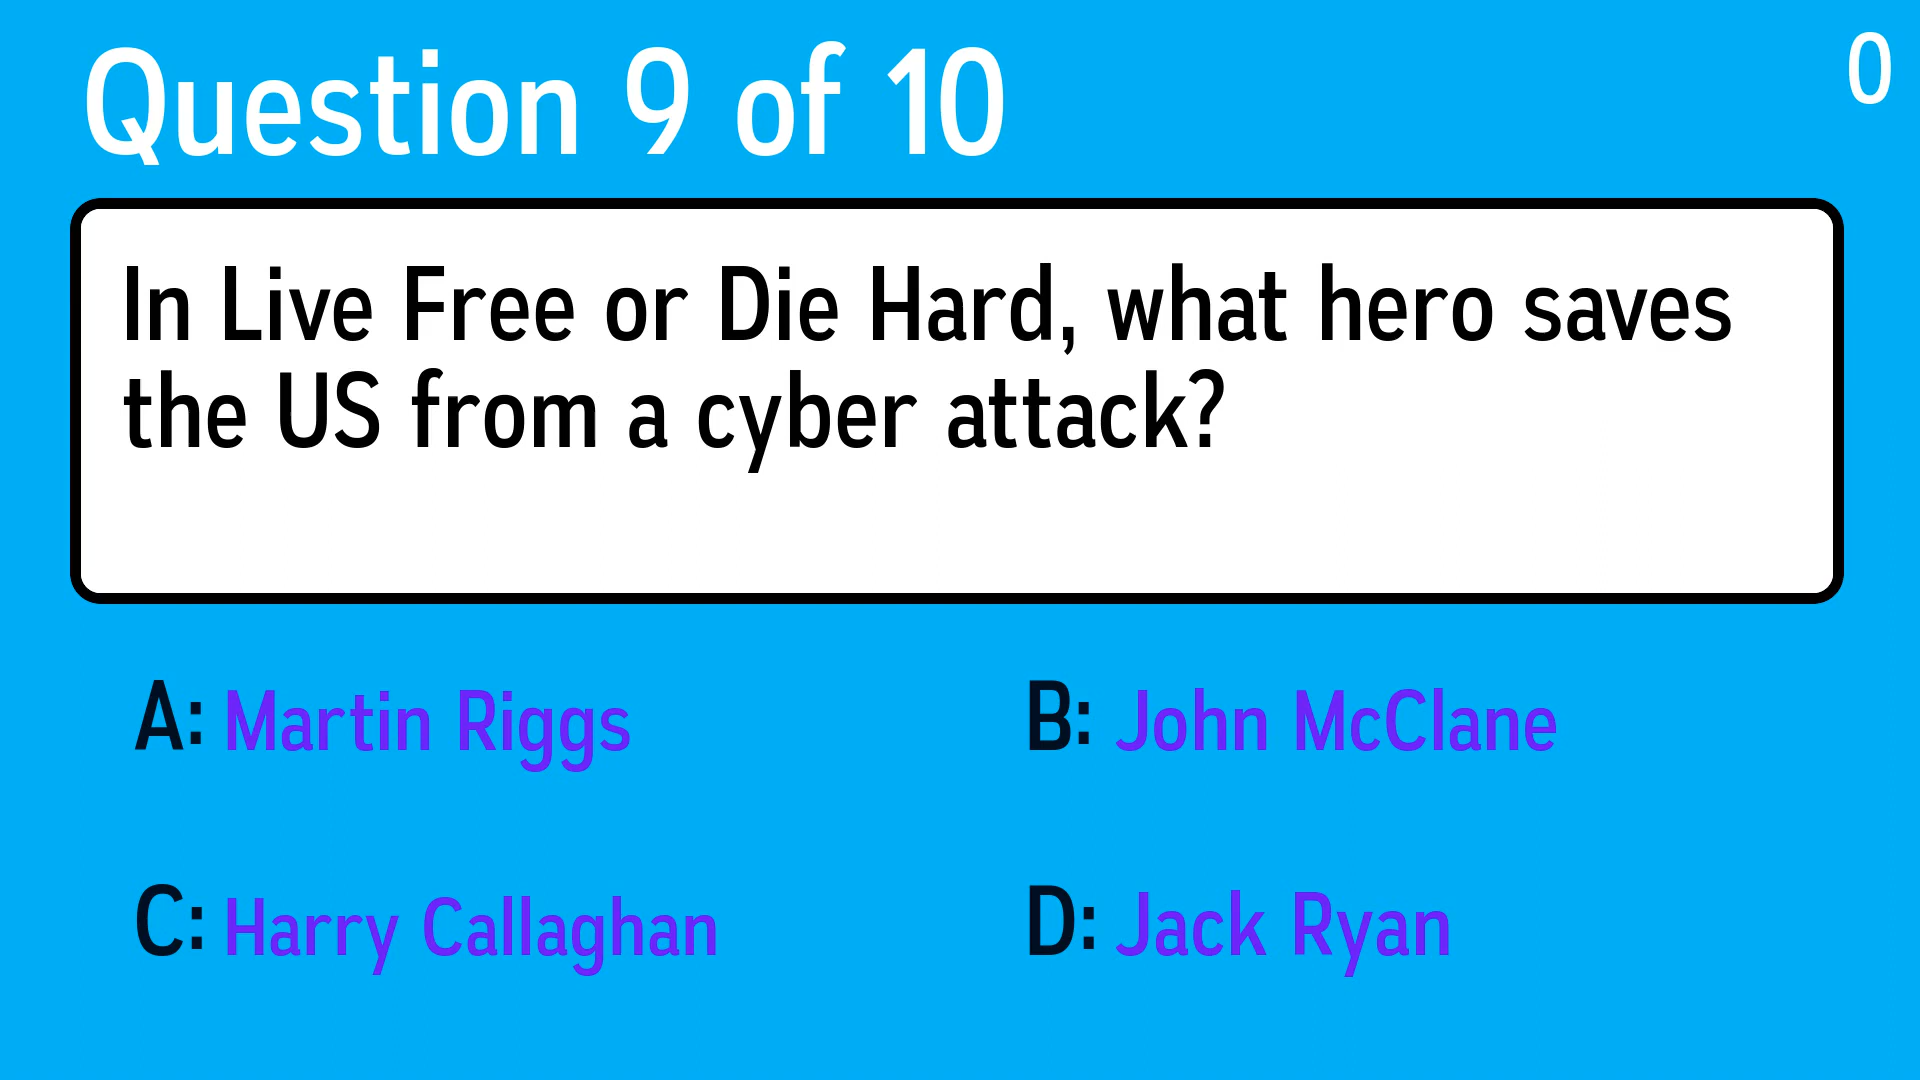 Question 9 of 10
0
In Live Free or Die Hard, what hero saves
the US from a cyber attack?
A: Martin Riggs
B: John McClane
C: Harry Callaghan
D: Jack Ryan